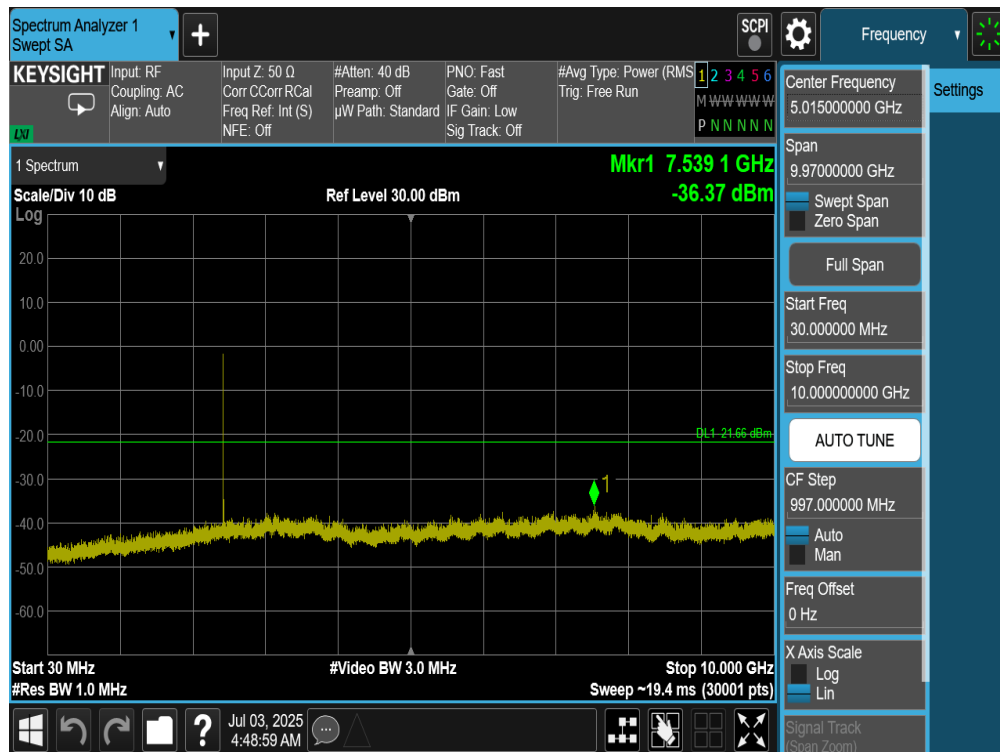 Spectrum Analyzer 1
Swept SA
+
SCPI
Frequency
KEYSIGHT
LXI
Input: RF
Coupling: AC
Align: Auto
Input Z: 50 Ω
Corr CCorr RCal
Freq Ref: Int (S)
NFE: Off
#Atten: 40 dB
Preamp: Off
µW Path: Standard
PNO: Fast
Gate: Off
IF Gain: Low
Sig Track: Off
#Avg Type: Power (RMS
Trig: Free Run
1 2 3 4 5 6
M W W W W W
P N N N N N
1 Spectrum
Scale/Div 10 dB
Log
Ref Level 30.00 dBm
Mkr1 7.539 1 GHz
-36.37 dBm
20.0
10.0
0.00
-10.0
-20.0
-30.0
-40.0
-50.0
-60.0
DL1 -21.66 dBm
1
Start 30 MHz
#Res BW 1.0 MHz
#Video BW 3.0 MHz
Stop 10.000 GHz
Sweep ~19.4 ms (30001 pts)
Center Frequency
5.015000000 GHz
Settings
Span
9.97000000 GHz
Swept Span
Zero Span
Full Span
Start Freq
30.000000 MHz
Stop Freq
10.000000000 GHz
AUTO TUNE
CF Step
997.000000 MHz
Auto
Man
Freq Offset
0 Hz
X Axis Scale
Log
Lin
Signal Track
(Span Zoom)
?
Jul 03, 2025
4:48:59 AM